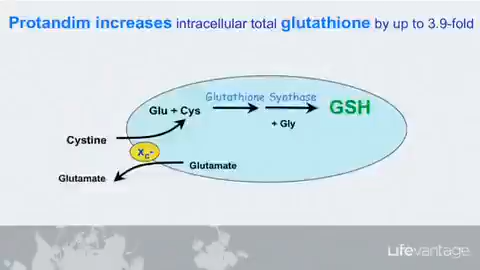 Protandim increases intracellular total glutathione by up to 3.9-fold
Glutathione Synthase
Glu + Cys
GSH
+ Gly
Cystine
Xc-
Glutamate
Glutamate
Lifevantage